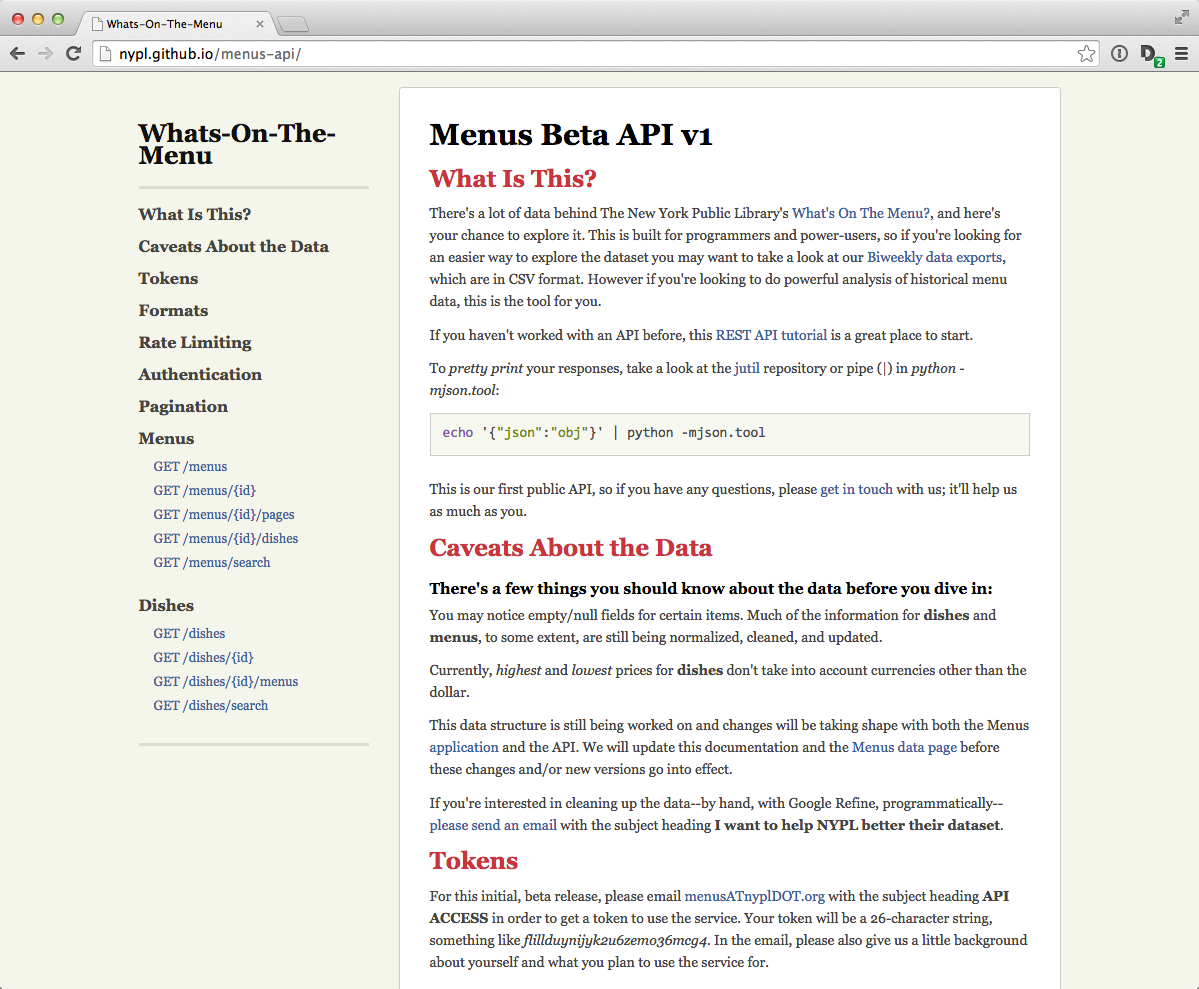 Whats-On-The-Menu
nypl.github.io/menus-api/
2
Whats-On-The-
Menu
What Is This?
Caveats About the Data
Tokens
Formats
Rate Limiting
Authentication
Pagination
Menus
GET /menus
GET /menus/{id}
GET /menus/{id}/pages
GET /menus/{id}/dishes
GET /menus/search
Dishes
GET /dishes
GET /dishes/{id}
GET /dishes/{id}/menus
GET /dishes/search
Menus Beta API v1
What Is This?
There's a lot of data behind The New York Public Library's What's On The Menu?, and here's
your chance to explore it. This is built for programmers and power-users, so if you're looking for
an easier way to explore the dataset you may want to take a look at our Biweekly data exports,
which are in CSV format. However if you're looking to do powerful analysis of historical menu
data, this is the tool for you.
If you haven't worked with an API before, this REST API tutorial is a great place to start.
To pretty print your responses, take a look at the jutil repository or pipe (|) in python -
mjson.tool:
echo '{"json":"obj"}' | python -mjson.tool
This is our first public API, so if you have any questions, please get in touch with us; it'll help us
as much as you.
Caveats About the Data
There's a few things you should know about the data before you dive in:
You may notice empty/null fields for certain items. Much of the information for dishes and
menus, to some extent, are still being normalized, cleaned, and updated.
Currently, highest and lowest prices for dishes don't take into account currencies other than the
dollar.
This data structure is still being worked on and changes will be taking shape with both the Menus
application and the API. We will update this documentation and the Menus data page before
these changes and/or new versions go into effect.
If you're interested in cleaning up the data--by hand, with Google Refine, programmatically--
please send an email with the subject heading I want to help NYPL better their dataset.
Tokens
For this initial, beta release, please email menusATnyplDOT.org with the subject heading API
ACCESS in order to get a token to use the service. Your token will be a 26-character string,
something like flillduynijyk2u6zemo36mcg4. In the email, please also give us a little background
about yourself and what you plan to use the service for.